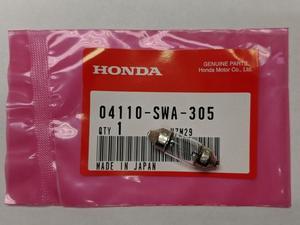 HONDA
GENUINE PARTS
Honda Motor Co., Ltd.
04110-SWA-305
QTY 1
MADE IN JAPAN